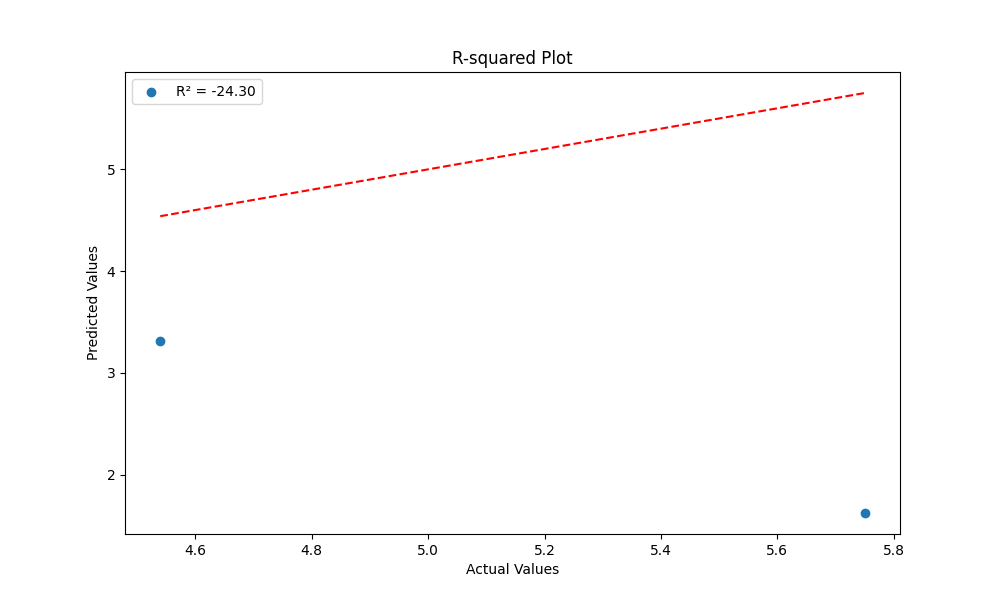 R-squared Plot
R² = -24.30
5
4
3
2
Predicted Values
4.6 4.8 5.0 5.2 5.4 5.6 5.8
Actual Values